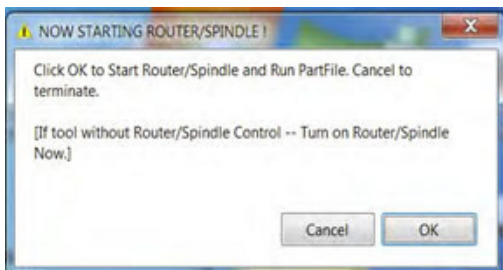 NOW STARTING ROUTER/SPINDLE !
Click OK to Start Router/Spindle and Run PartFile. Cancel to
terminate.
[If tool without Router/Spindle Control -- Turn on Router/Spindle
Now.]
Cancel OK